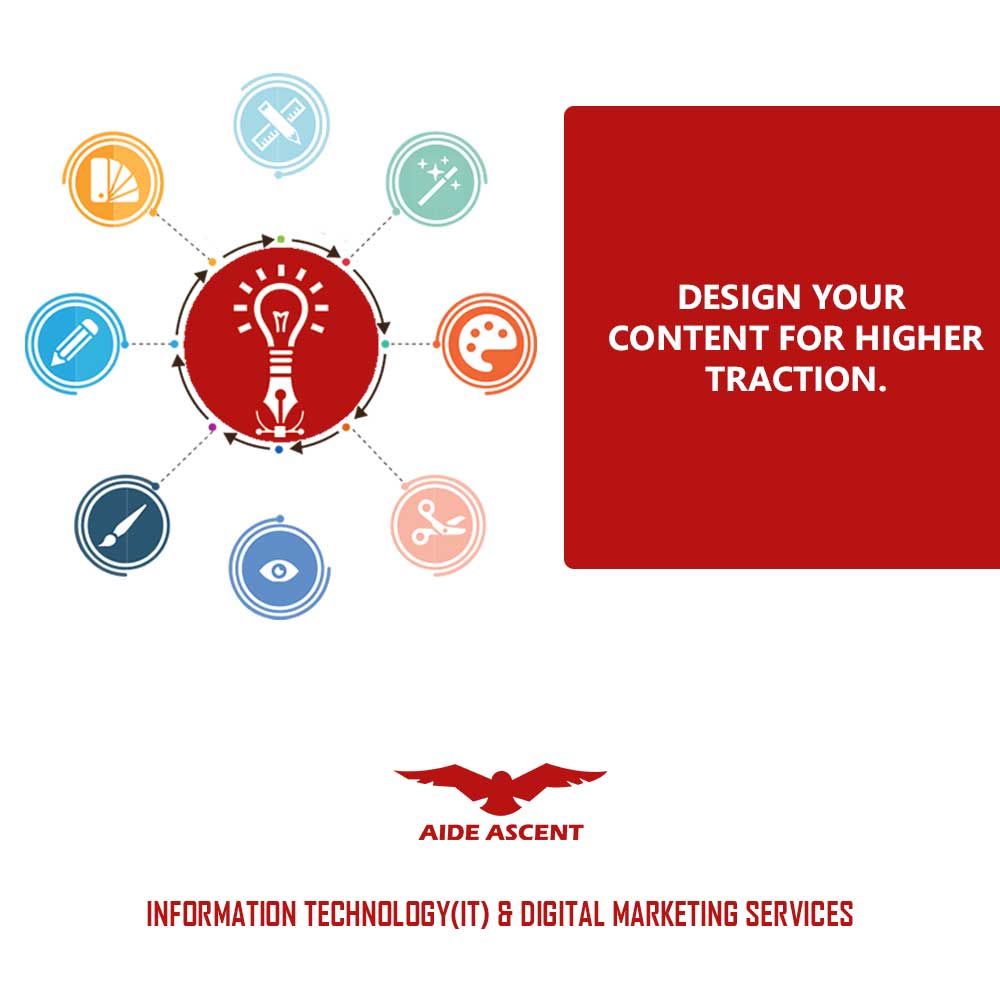 DESIGN YOUR
CONTENT FOR HIGHER
TRACTION.
AIDE ASCENT
INFORMATION TECHNOLOGY(IT) & DIGITAL MARKETING SERVICES